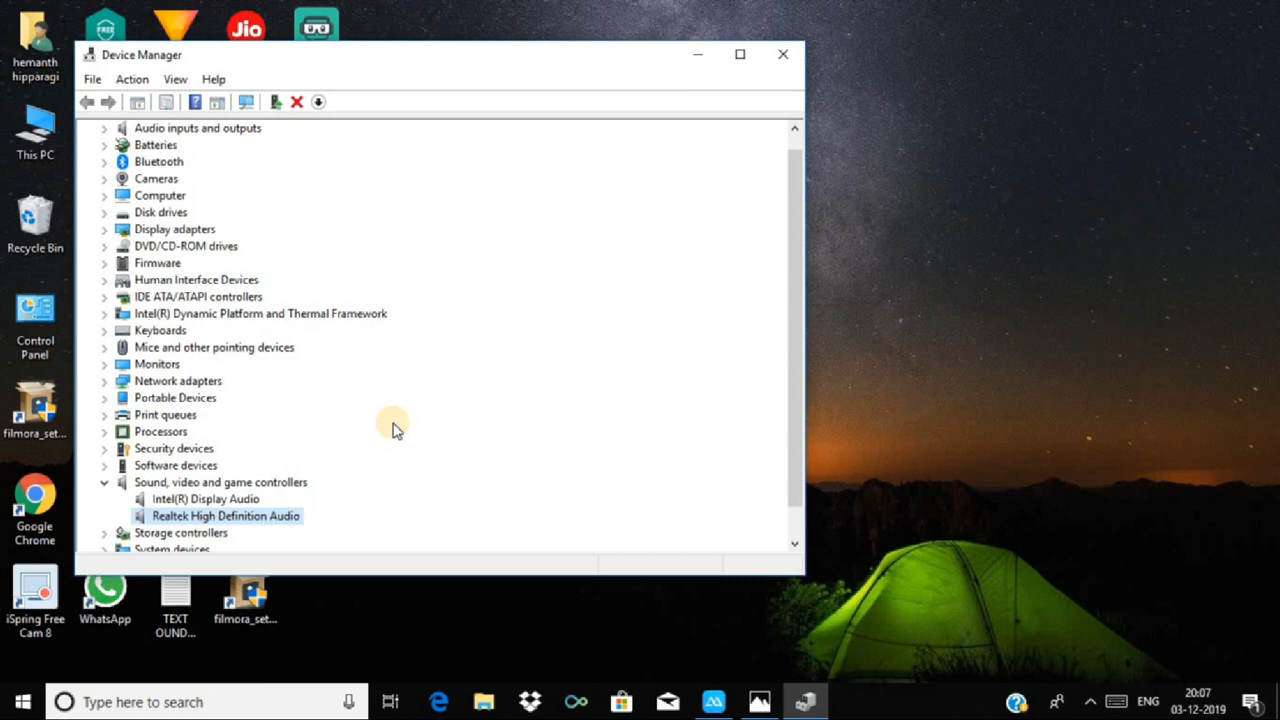 hemanth
hipparagi
This PC
Recycle Bin
Control
Panel
filmora_set...
Google
Chrome
iSpring Free
Cam 8
FREE
Jio
Device Manager
File Action View Help
Audio inputs and outputs
Batteries
Bluetooth
Cameras
Computer
Disk drives
Display adapters
DVD/CD-ROM drives
Firmware
Human Interface Devices
IDE ATA/ATAPI controllers
Intel(R) Dynamic Platform and Thermal Framework
Keyboards
Mice and other pointing devices
Monitors
Network adapters
Portable Devices
Print queues
Processors
Security devices
Software devices
Sound, video and game controllers
Intel(R) Display Audio
Realtek High Definition Audio
Storage controllers
System devices
WhatsApp
TEXT
OUND...
filmora_set...
Type here to search
ENG
20:07
03-12-2019
1